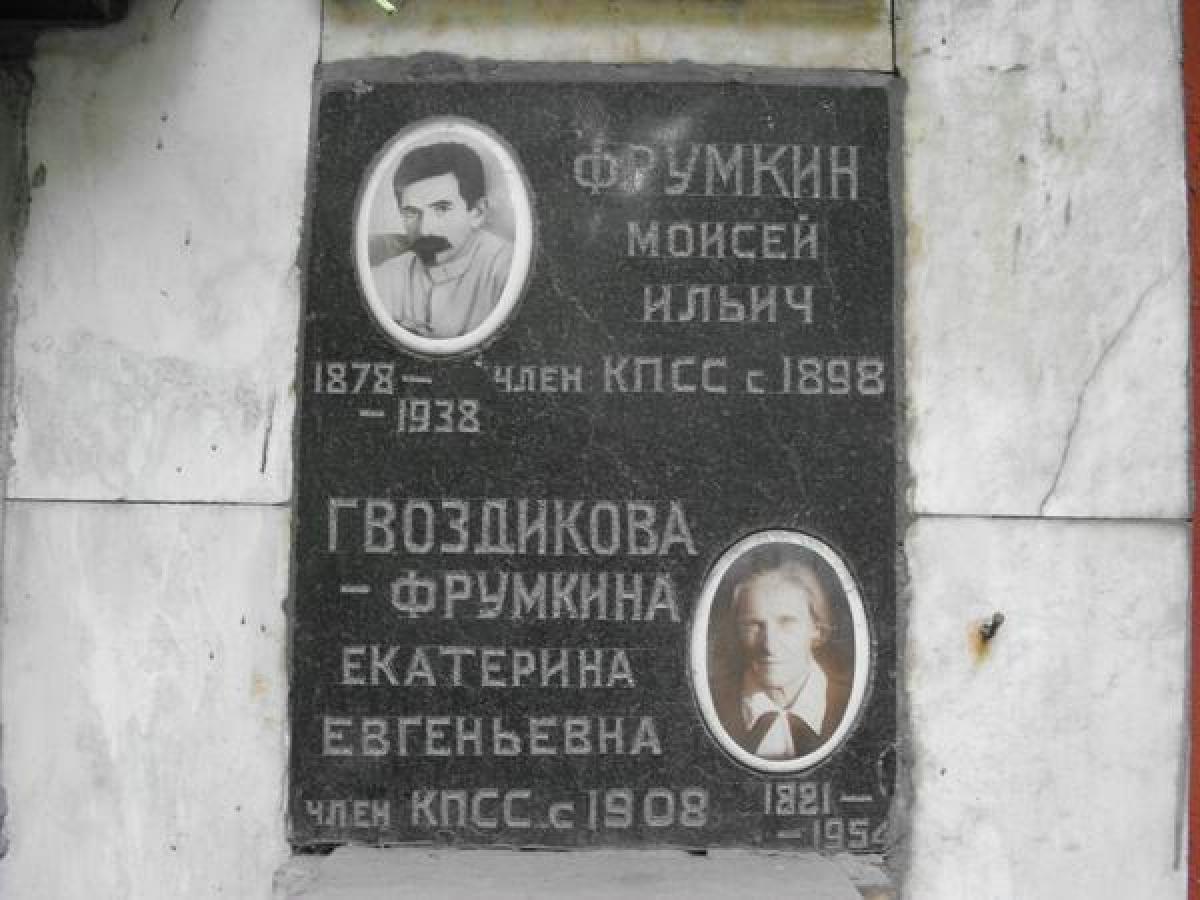 ФРУМКИН
МОИСЕЙ
ИЛЬИЧ
1878 —
— 1938
член КПСС с 1898
ГВОЗДИКОВА
— ФРУМКИНА
ЕКАТЕРИНА
ЕВГЕНЬЕВНА
член КПСС с 1908
1881 —
— 1954